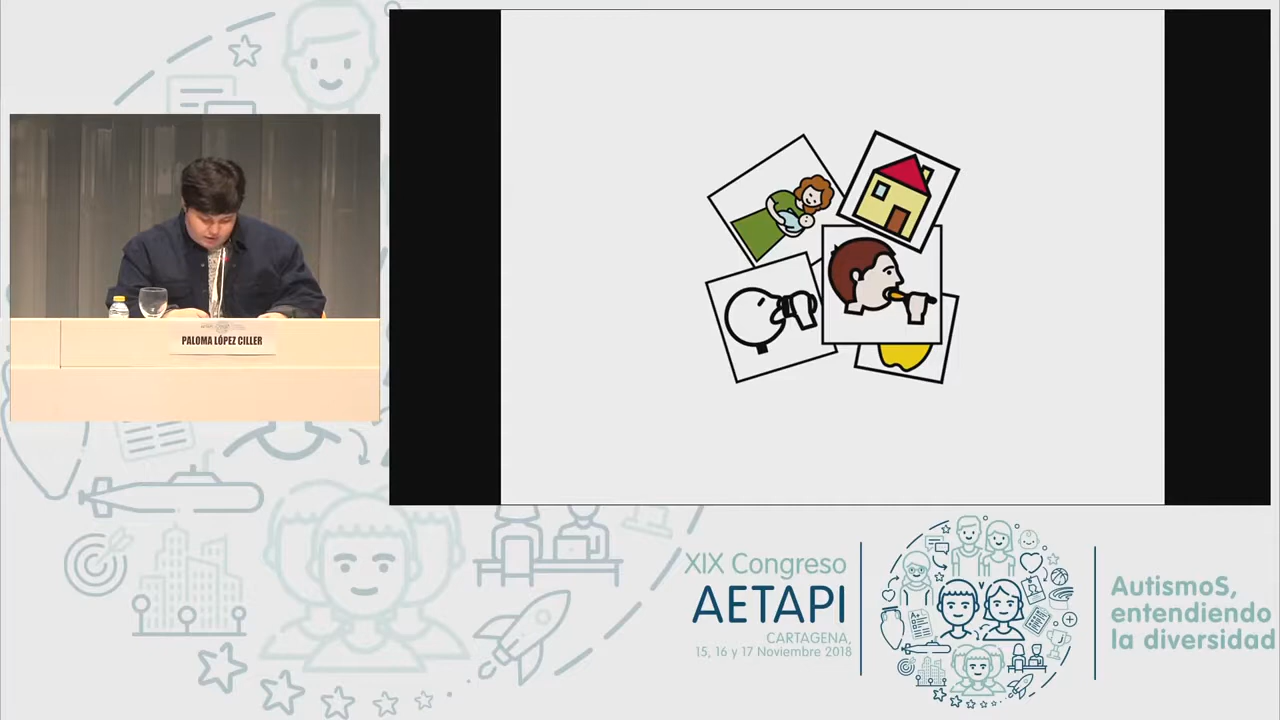 PALOMA LÓPEZ CILLER
XIX Congreso
AETAPI
CARTAGENA,
15, 16 y 17 Noviembre 2018
AutismoS,
entendiendo
la diversidad